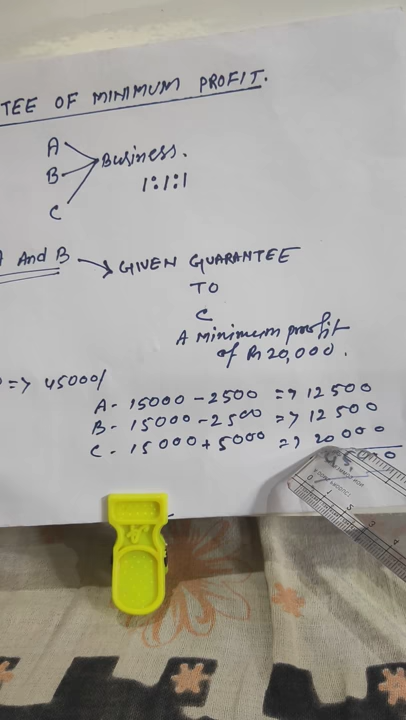 TEE OF MINIMUM PROFIT.
A
B
C
Business.
1:1:1
A And B → GIVEN GUARANTEE
TO
C
A minimum profit
of Rs 20,000.
=> 45000/
A - 15000 - 2500 => 12500
B - 15000 - 2500 => 12500
C - 15000 + 5000 => 20000